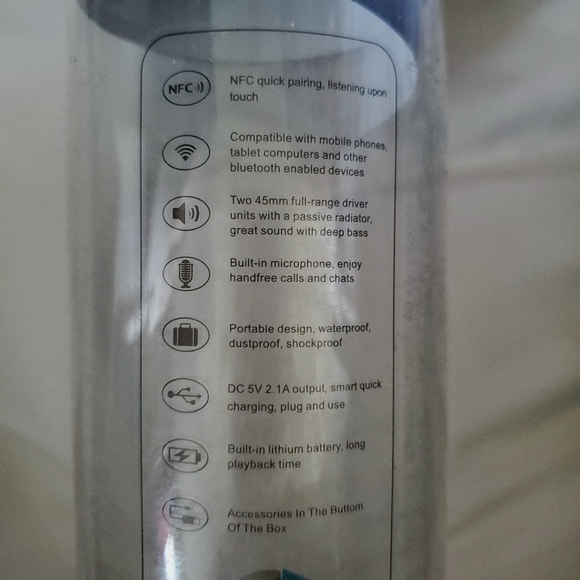 NFC
NFC quick pairing, listening upon
touch
Compatible with mobile phones,
tablet computers and other
bluetooth enabled devices
Two 45mm full-range driver
units with a passive radiator,
great sound with deep bass
Built-in microphone, enjoy
handfree calls and chats
Portable design, waterproof,
dustproof, shockproof
DC 5V 2.1A output, smart quick
charging, plug and use
Built-in lithium battery, long
playback time
Accessories In The Buttom
Of The Box